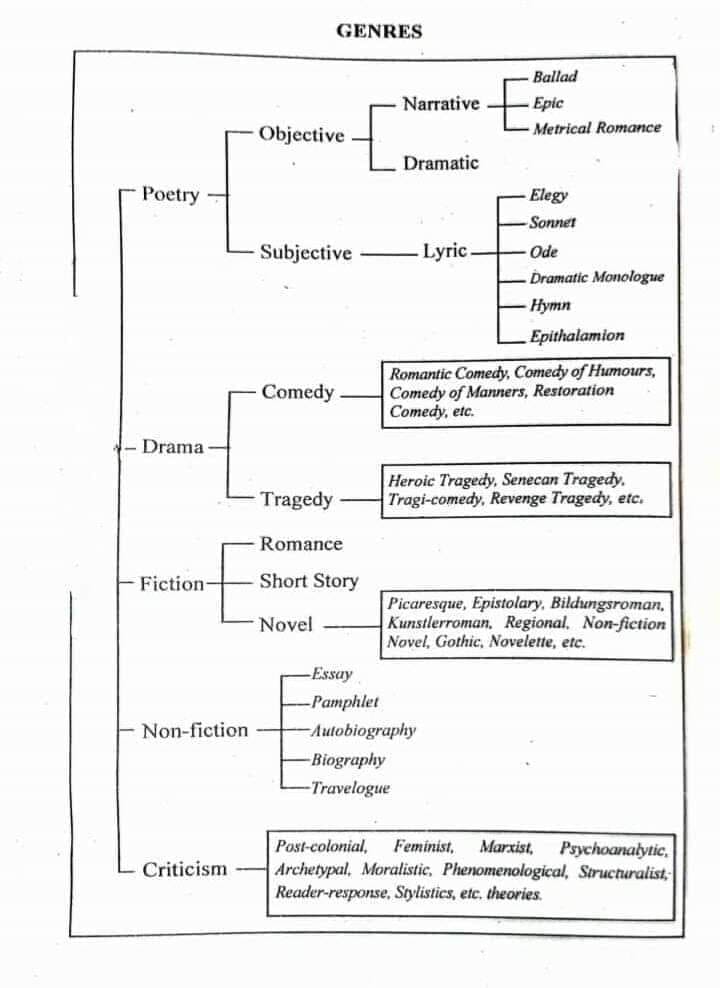 GENRES
Ballad
Narrative
Epic
Metrical Romance
Objective
Dramatic
Poetry
Elegy
Sonnet
Subjective
Lyric
Ode
Dramatic Monologue
Hymn
Epithalamion
Comedy
Romantic Comedy, Comedy of Humours,
Comedy of Manners, Restoration
Comedy, etc.
Drama
Tragedy
Heroic Tragedy, Senecan Tragedy,
Tragi-comedy, Revenge Tragedy, etc.
Romance
Fiction
Short Story
Novel
Picaresque, Epistolary, Bildungsroman,
Kunstlerroman, Regional, Non-fiction
Novel, Gothic, Novelette, etc.
Essay
Pamphlet
Non-fiction
Autobiography
Biography
Travelogue
Criticism
Post-colonial, Feminist, Marxist, Psychoanalytic,
Archetypal, Moralistic, Phenomenological, Structuralist,
Reader-response, Stylistics, etc. theories.